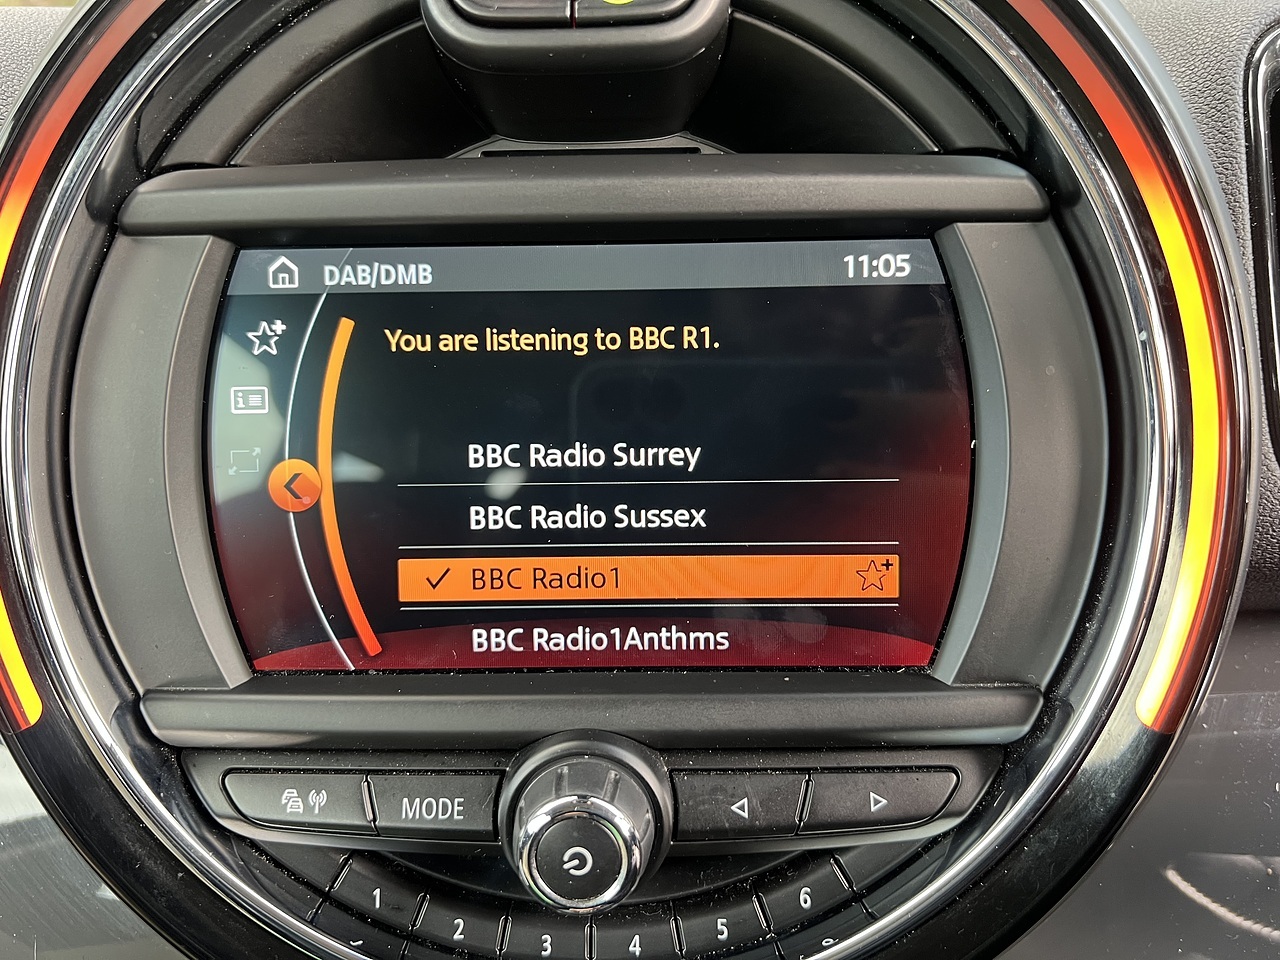 DAB/DMB
11:05
You are listening to BBC R1.
BBC Radio Surrey
BBC Radio Sussex
BBC Radio1
BBC Radio1Anthms
MODE
1
2
3
4
5
6